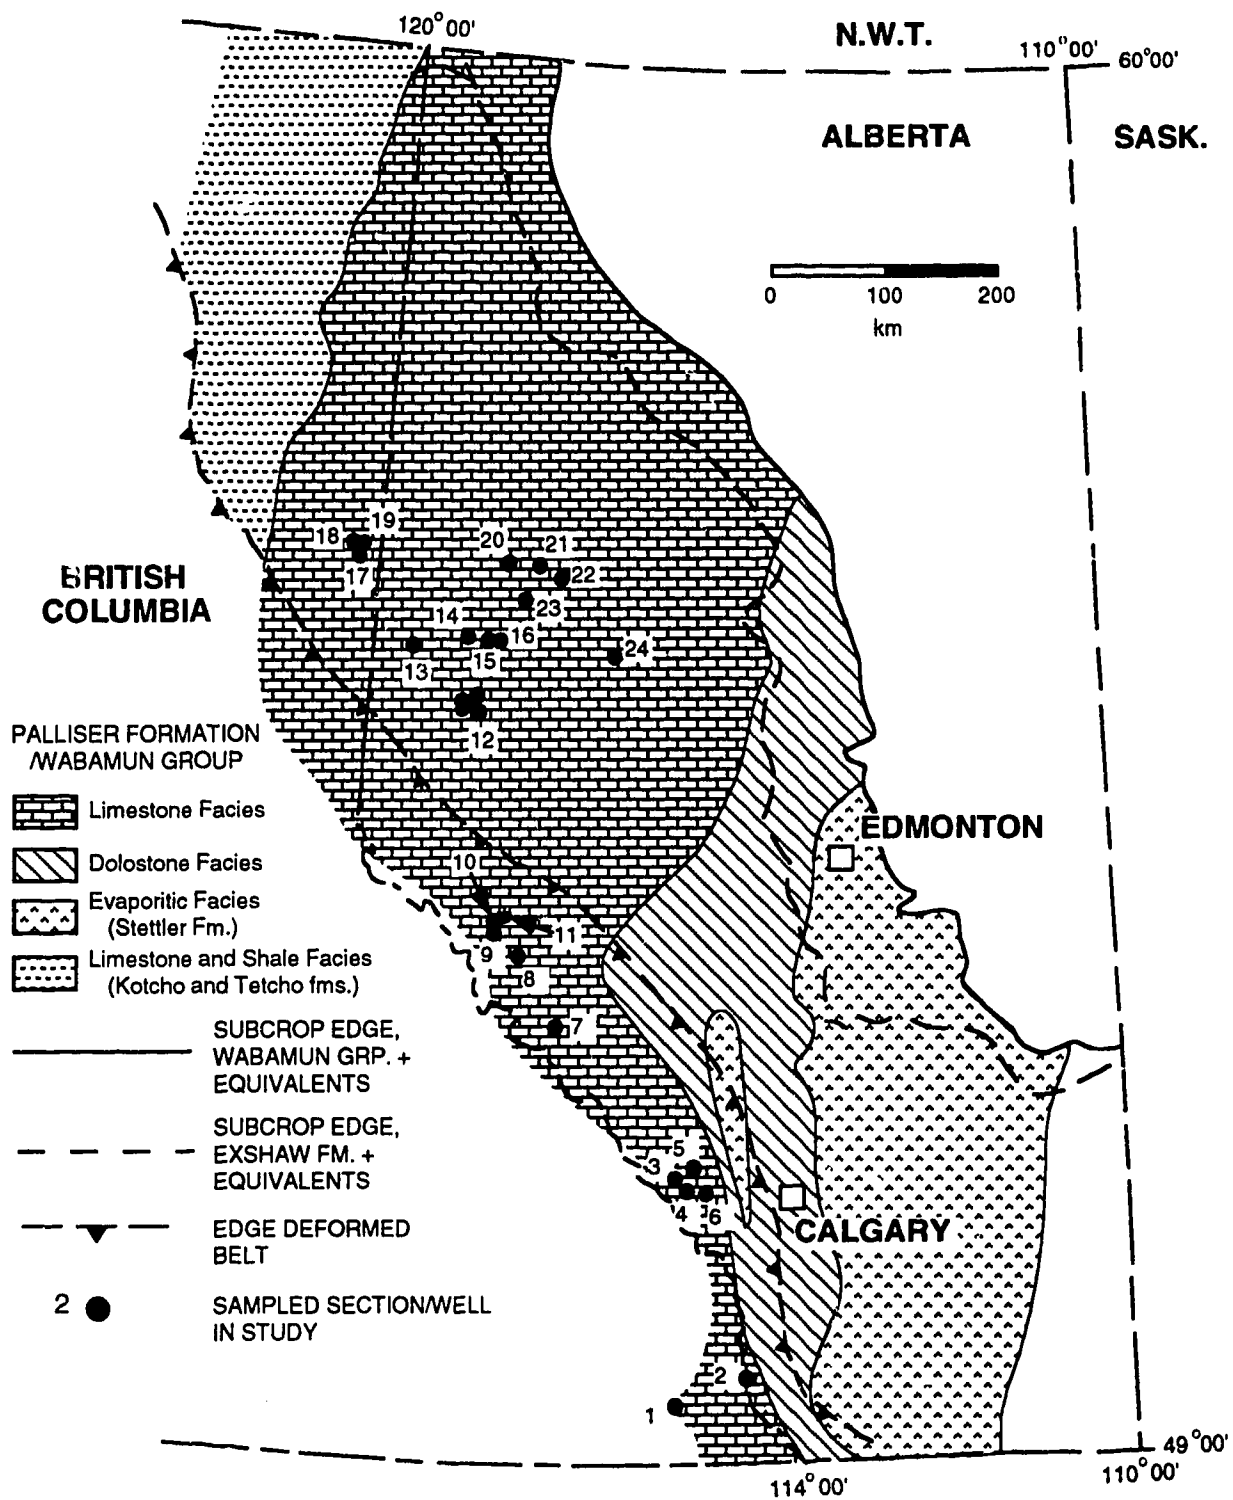 120°00'
N.W.T.
110°00'
60°00'
ALBERTA
SASK.
0 100 200
km
18 19
17
20 21
22
23
14
16
15
13
24
12
BRITISH
COLUMBIA
PALLISER FORMATION
/WABAMUN GROUP
Limestone Facies
Dolostone Facies
Evaporitic Facies
(Stettler Fm.)
Limestone and Shale Facies
(Kotcho and Tetcho fms.)
SUBCROP EDGE,
WABAMUN GRP. +
EQUIVALENTS
SUBCROP EDGE,
EXSHAW FM. +
EQUIVALENTS
EDGE DEFORMED
BELT
2
SAMPLED SECTION/WELL
IN STUDY
EDMONTON
10
11
9
8
7
5
3
4
6
CALGARY
2
1
49°00'
110°00'
114°00'